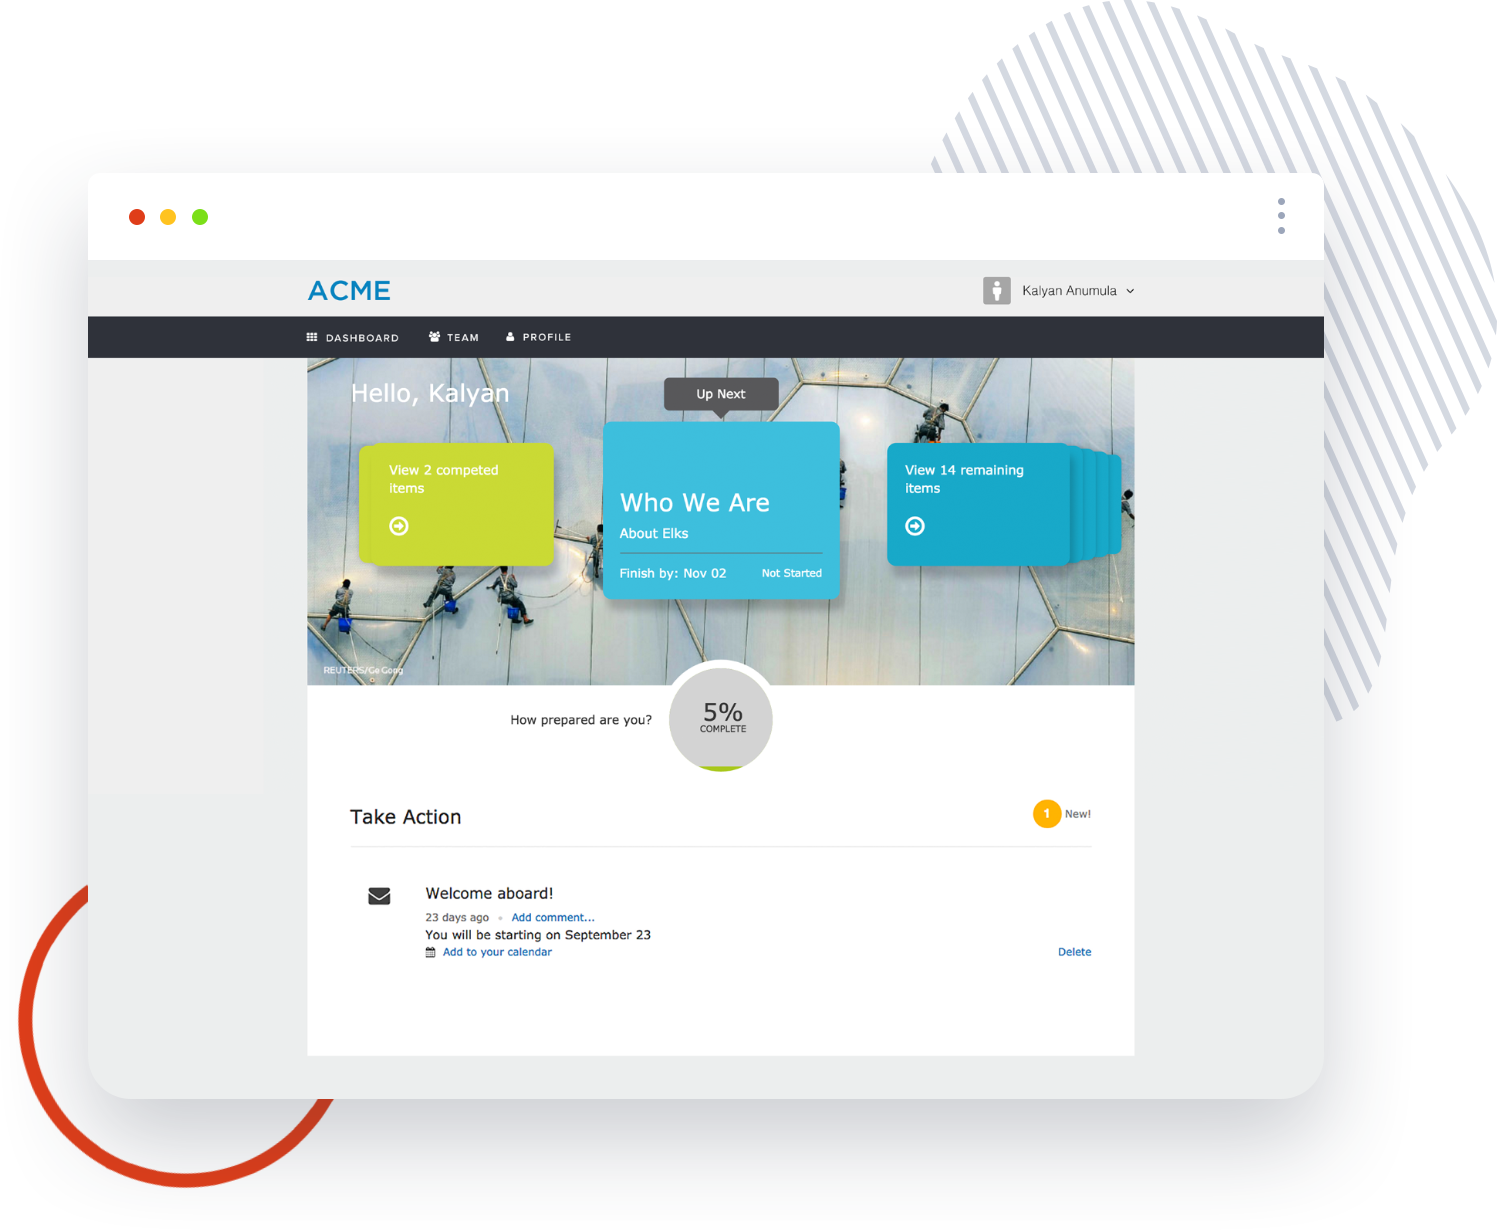 ACME
Kalyan Anumula
DASHBOARD TEAM PROFILE
Hello, Kalyan
Up Next
View 2 competed
items
Who We Are
About Elks
Finish by: Nov 02 Not Started
View 14 remaining
items
REUTERS/Ge Gong
How prepared are you?
5%
COMPLETE
Take Action
1 New!
Welcome aboard!
23 days ago • Add comment...
You will be starting on September 23
Add to your calendar
Delete